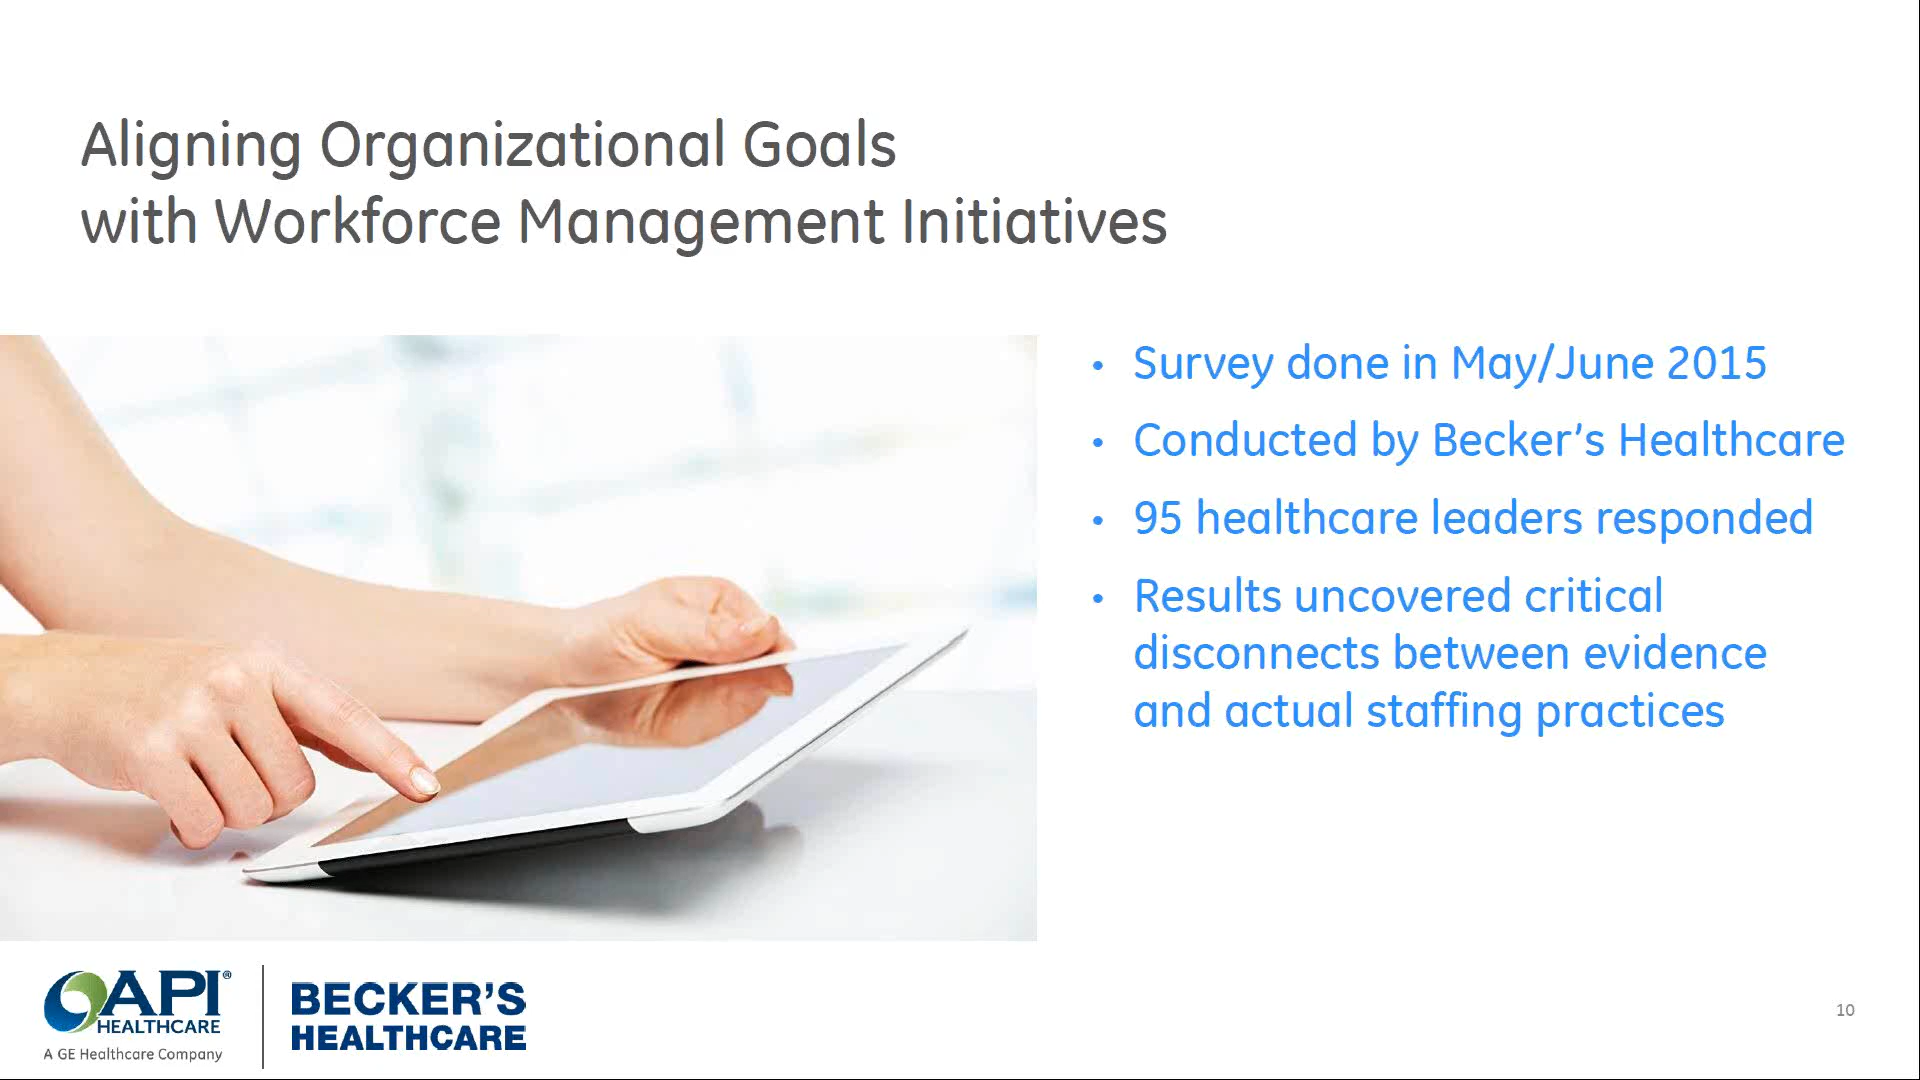 Aligning Organizational Goals
with Workforce Management Initiatives
• Survey done in May/June 2015
• Conducted by Becker's Healthcare
• 95 healthcare leaders responded
• Results uncovered critical
disconnects between evidence
and actual staffing practices
API®
HEALTHCARE
A GE Healthcare Company
BECKER'S
HEALTHCARE
10